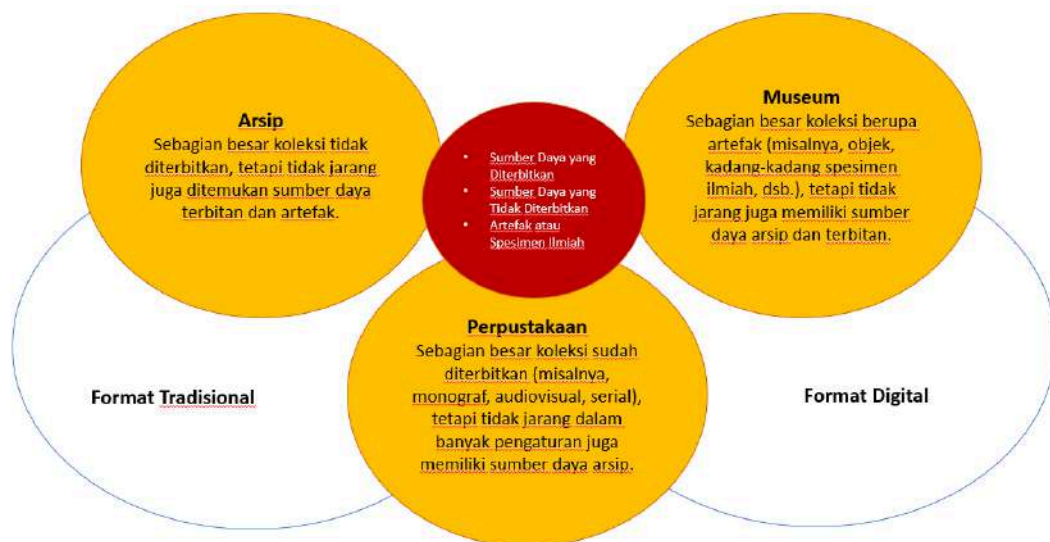 Arsip
Sebagian besar koleksi tidak
diterbitkan, tetapi tidak jarang
juga ditemukan sumber daya
terbitan dan artefak.
• Sumber Daya yang
Diterbitkan
• Sumber Daya yang
Tidak Diterbitkan
• Artefak atau
Spesimen Ilmiah
Museum
Sebagian besar koleksi berupa
artefak (misalnya, objek,
kadang-kadang spesimen
ilmiah, dsb.), tetapi tidak
jarang juga memiliki sumber
daya arsip dan terbitan.
Format Tradisional
Perpustakaan
Sebagian besar koleksi sudah
diterbitkan (misalnya,
monograf, audiovisual, serial),
tetapi tidak jarang dalam
banyak pengaturan juga
memiliki sumber daya arsip.
Format Digital